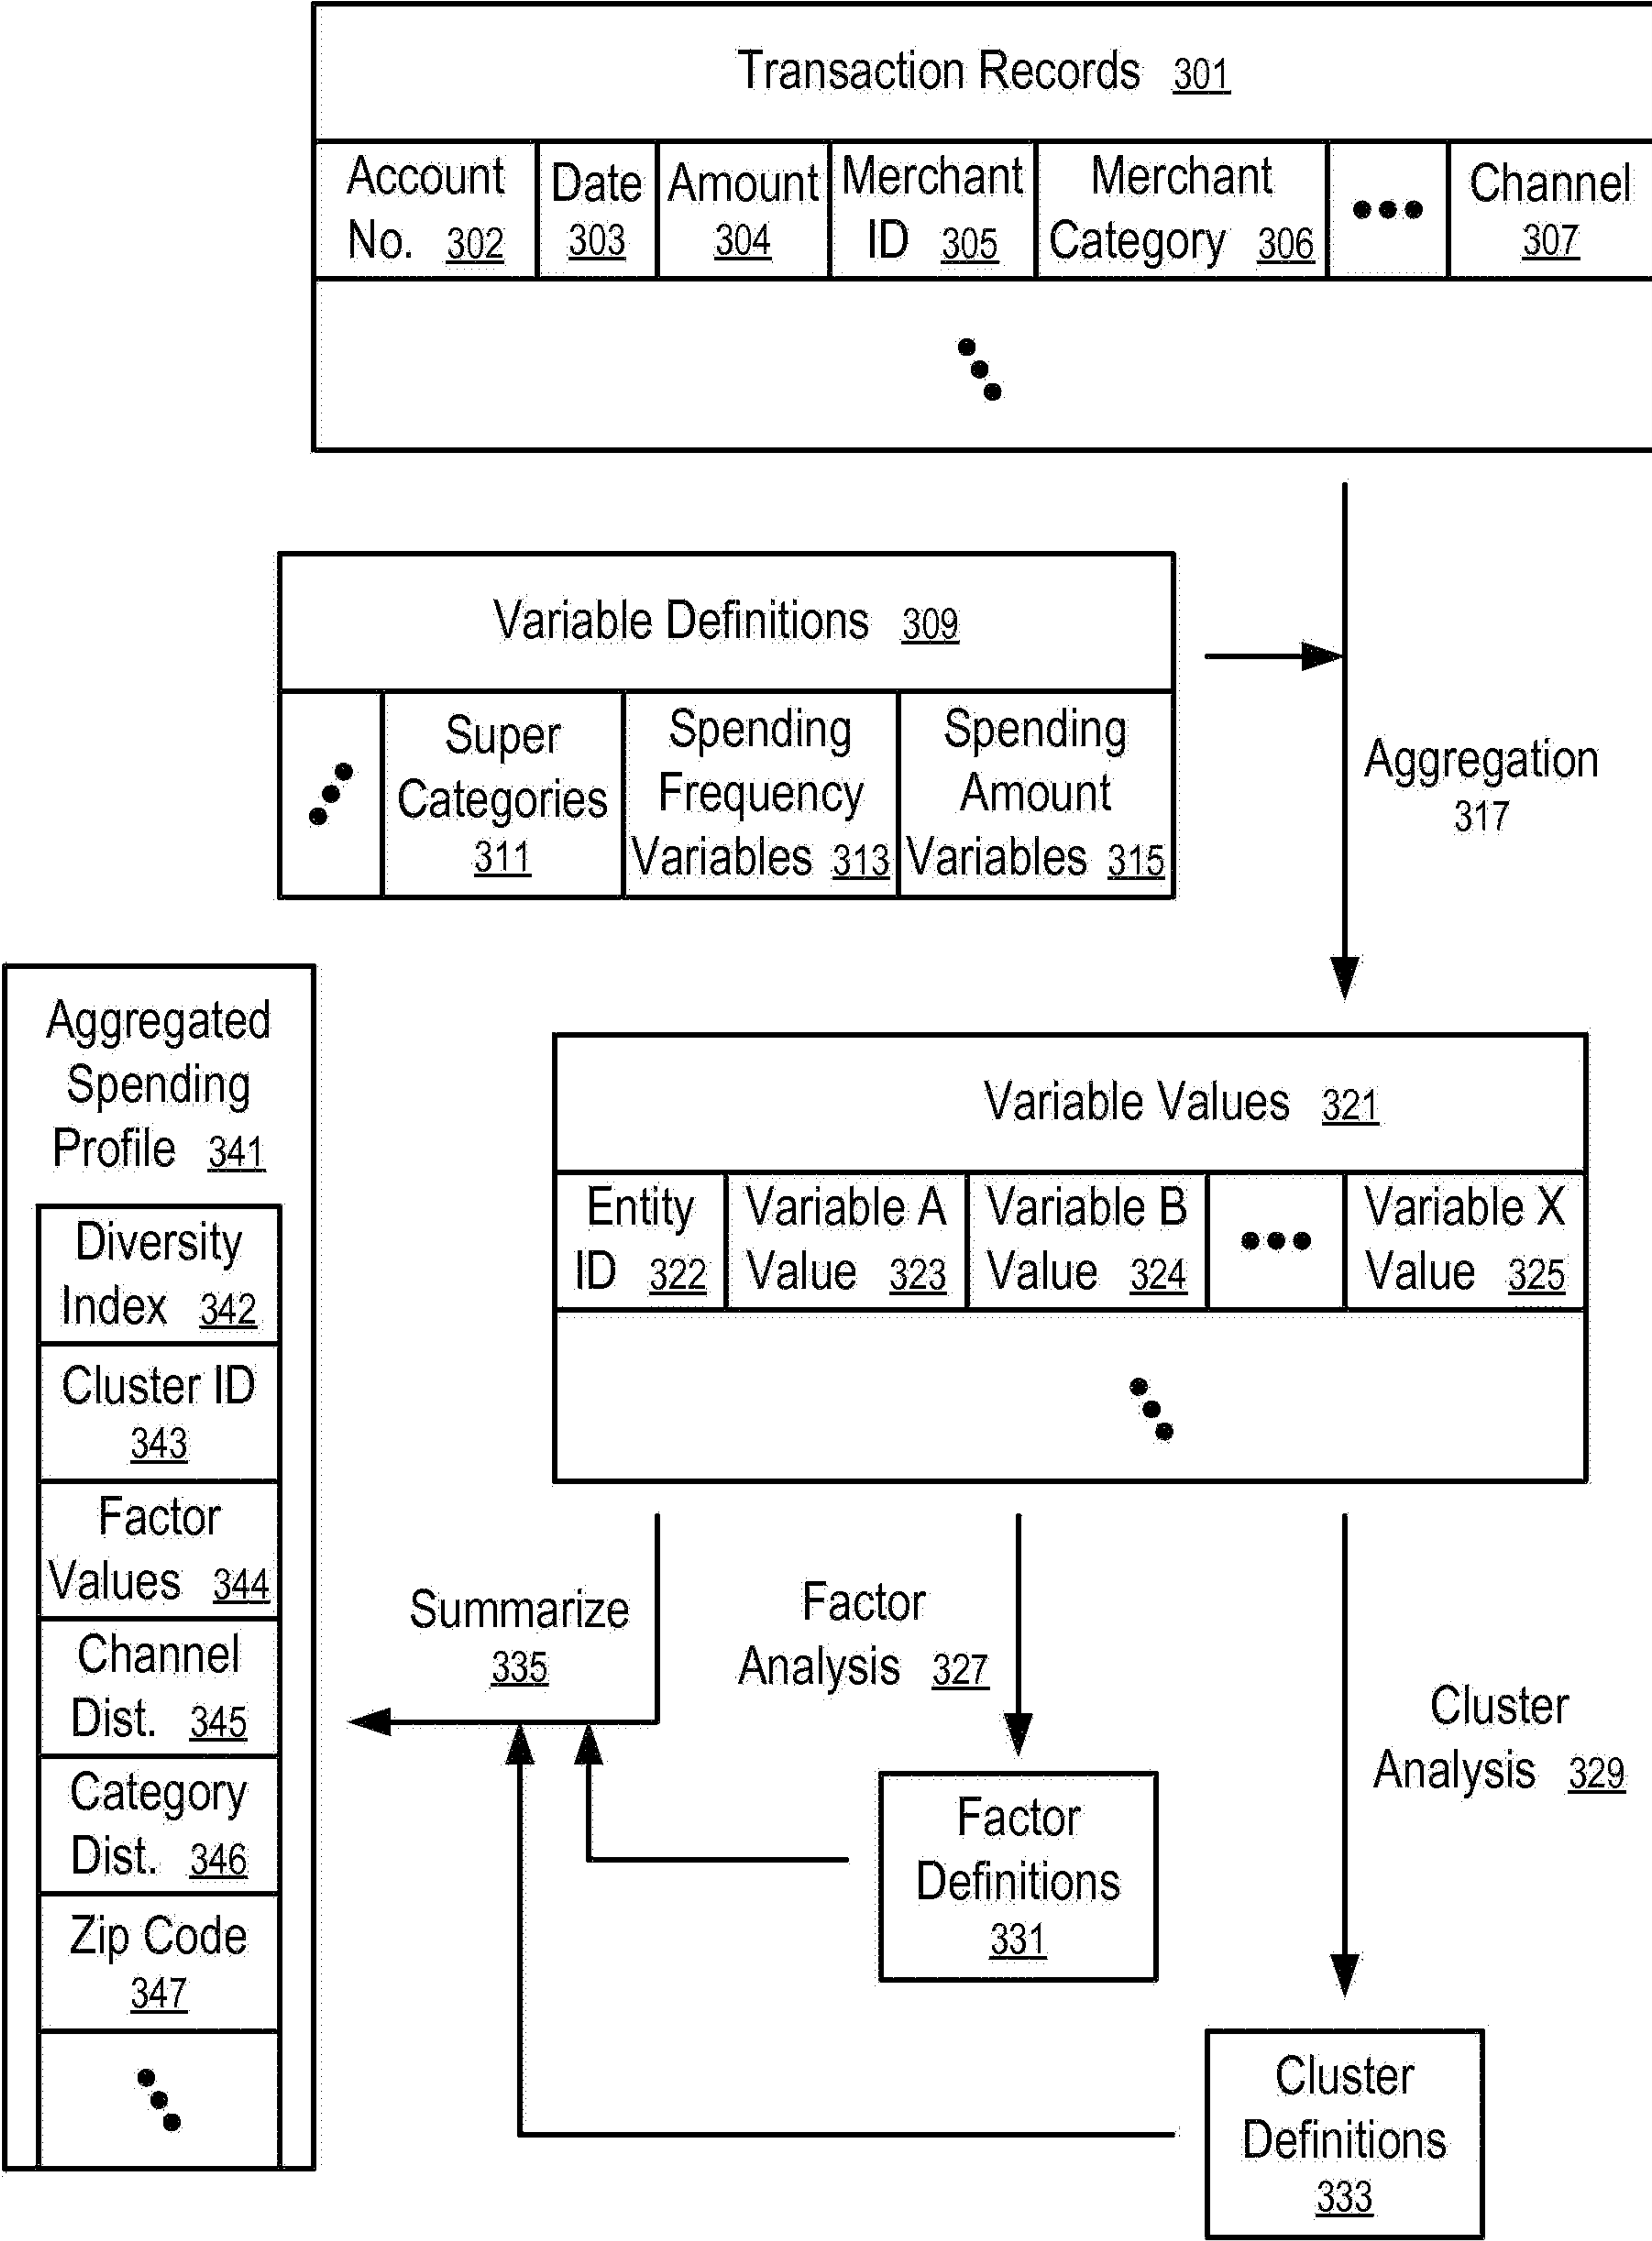 Transaction Records 301
Account
No. 302
Date
303
Amount
304
Merchant
ID 305
Merchant
Category 306
Channel
307
Variable Definitions 309
Super
Categories
311
Spending
Frequency
Variables 313
Spending
Amount
Variables 315
Aggregation
317
Variable Values 321
Entity
ID 322
Variable A
Value 323
Variable B
Value 324
Variable X
Value 325
Aggregated
Spending
Profile 341
Diversity
Index 342
Cluster ID
343
Factor
Values 344
Channel
Dist. 345
Category
Dist. 346
Zip Code
347
Summarize
335
Factor
Analysis 327
Cluster
Analysis 329
Factor
Definitions
331
Cluster
Definitions
333